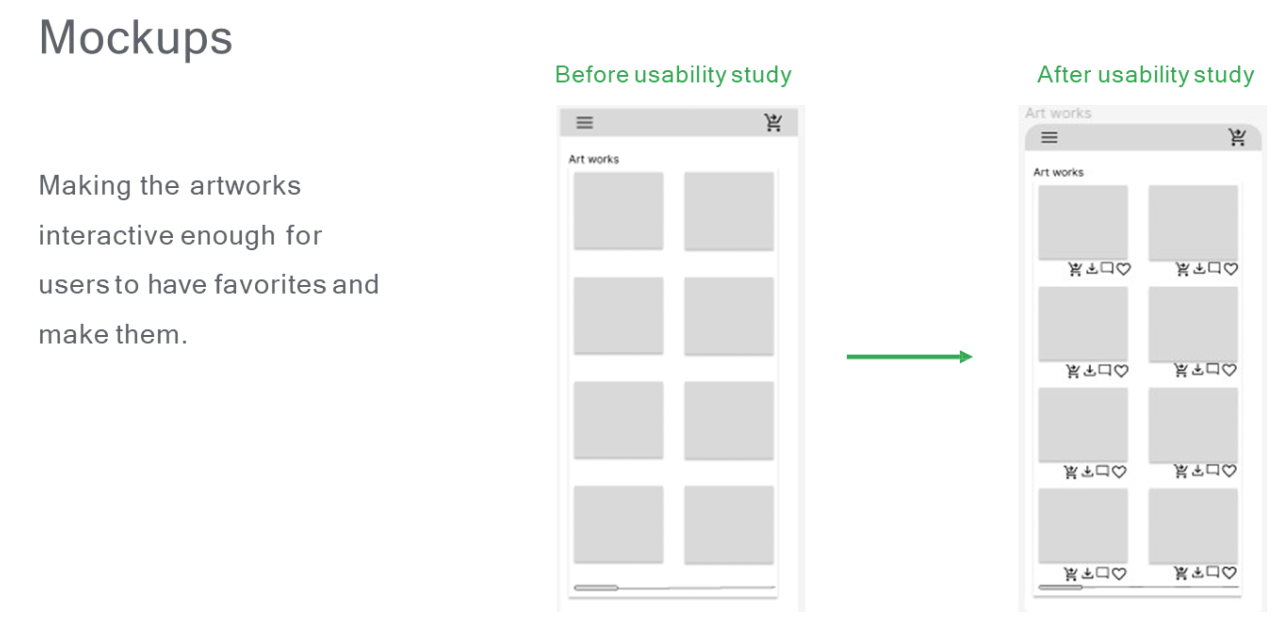 Mockups
Before usability study
After usability study
Making the artworks
interactive enough for
users to have favorites and
make them.
Art works
Art works
Art works